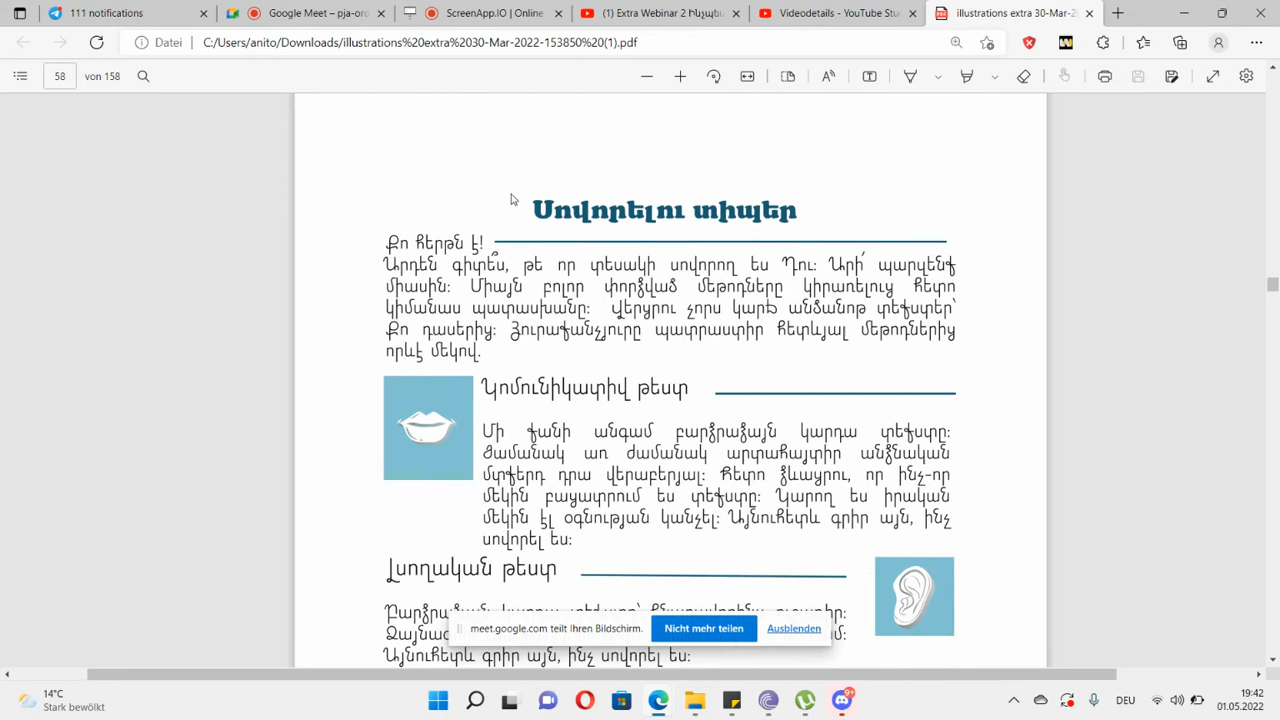 111 notifications
Google Meet – pjaord
ScreenApp.IO | Online
(1) Extra Webinar 2 Ինչպես
Videodetails - YouTube Stu
illustrations extra 30-Mar-2
Datei C:/Users/anito/Downloads/illustrations%20extra%2030-Mar-2022-153850%20(1).pdf
58 von 158
Սովորելու տիպեր
Քո հերթն է!
Արդեն գիտե՞ս, թե որ տեսակի սովորող ես Դու: Արի՛ պարզենք
միասին: Միայն բոլոր փորձված մեթոդները կիրառելուց հետո
կիմանաս պատասխանը: Վերցրու չորս կարճ անծանոթ տեքստեր՝
Քո դասերից: Յուրաքանչյուրը պատրաստիր հետևյալ մեթոդներից
որևէ մեկով.
Կոմունիկատիվ թեստ
Մի քանի անգամ բարձրաձայն կարդա տեքստը:
Ժամանակ առ ժամանակ արտահայտիր անձնական
մտքերդ դրա վերաբերյալ: Հետո ձևացրու, որ ինչ-որ
մեկին բացատրում ես տեքստը: Կարող ես իրական
մեկին էլ օգնության կանչել: Այնուհետև գրիր այն, ինչ
սովորել ես:
Լսողական թեստ
Բարձրաձայն կարդա
meet.google.com teilt Ihren Bildschirm. Nicht mehr teilen Ausblenden
Այնուհետև գրիր այն, ինչ սովորել ես:
14°C
Stark bewölkt
9+
DEU
19:42
01.05.2022